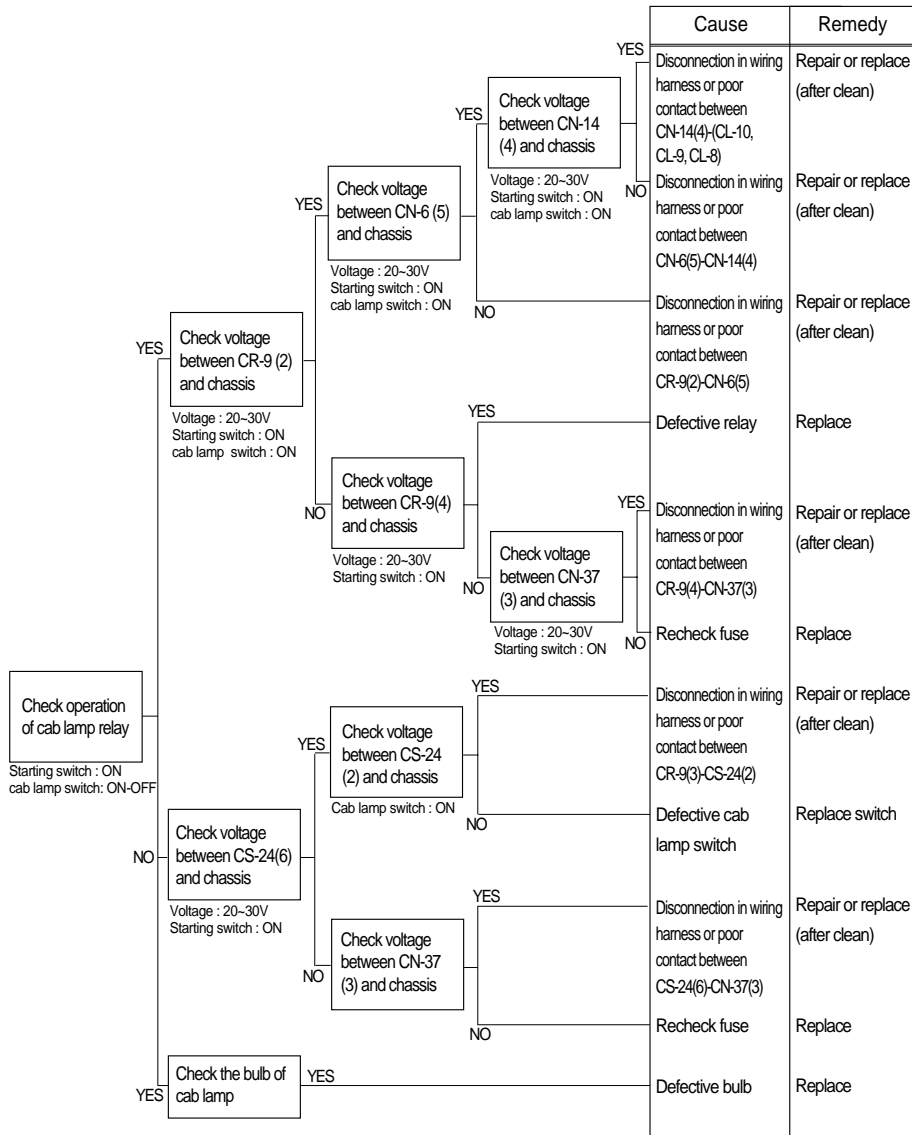 Cause
Remedy
YES
Disconnection in wiring
harness or poor
contact between
CN-14(4)-(CL-10,
CL-9, CL-8)
Repair or replace
(after clean)
YES
Check voltage
between CN-14
(4) and chassis
Voltage : 20~30V
Starting switch : ON
cab lamp switch : ON
NO
Disconnection in wiring
harness or poor
contact between
CN-6(5)-CN-14(4)
Repair or replace
(after clean)
YES
Check voltage
between CN-6 (5)
and chassis
Voltage : 20~30V
Starting switch : ON
cab lamp switch : ON
NO
Disconnection in wiring
harness or poor
contact between
CR-9(2)-CN-6(5)
Repair or replace
(after clean)
YES
Check voltage
between CR-9 (2)
and chassis
Voltage : 20~30V
Starting switch : ON
cab lamp switch : ON
YES
Defective relay
Replace
NO
Check voltage
between CR-9(4)
and chassis
Voltage : 20~30V
Starting switch : ON
YES
Disconnection in wiring
harness or poor
contact between
CR-9(4)-CN-37(3)
Repair or replace
(after clean)
NO
Check voltage
between CN-37
(3) and chassis
Voltage : 20~30V
Starting switch : ON
NO
Recheck fuse
Replace
Check operation
of cab lamp relay
Starting switch : ON
cab lamp switch: ON-OFF
YES
Disconnection in wiring
harness or poor
contact between
CR-9(3)-CS-24(2)
Repair or replace
(after clean)
YES
Check voltage
between CS-24
(2) and chassis
Cab lamp switch : ON
NO
Defective cab
lamp switch
Replace switch
NO
Check voltage
between CS-24(6)
and chassis
Voltage : 20~30V
Starting switch : ON
YES
Disconnection in wiring
harness or poor
contact between
CS-24(6)-CN-37(3)
Repair or replace
(after clean)
NO
Check voltage
between CN-37
(3) and chassis
NO
Recheck fuse
Replace
YES
Check the bulb of
cab lamp
YES
Defective bulb
Replace